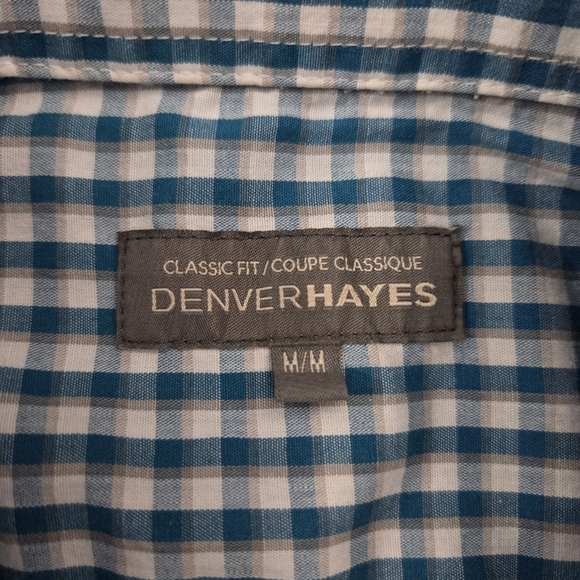 CLASSIC FIT / COUPE CLASSIQUE
DENVERHAYES
M/M